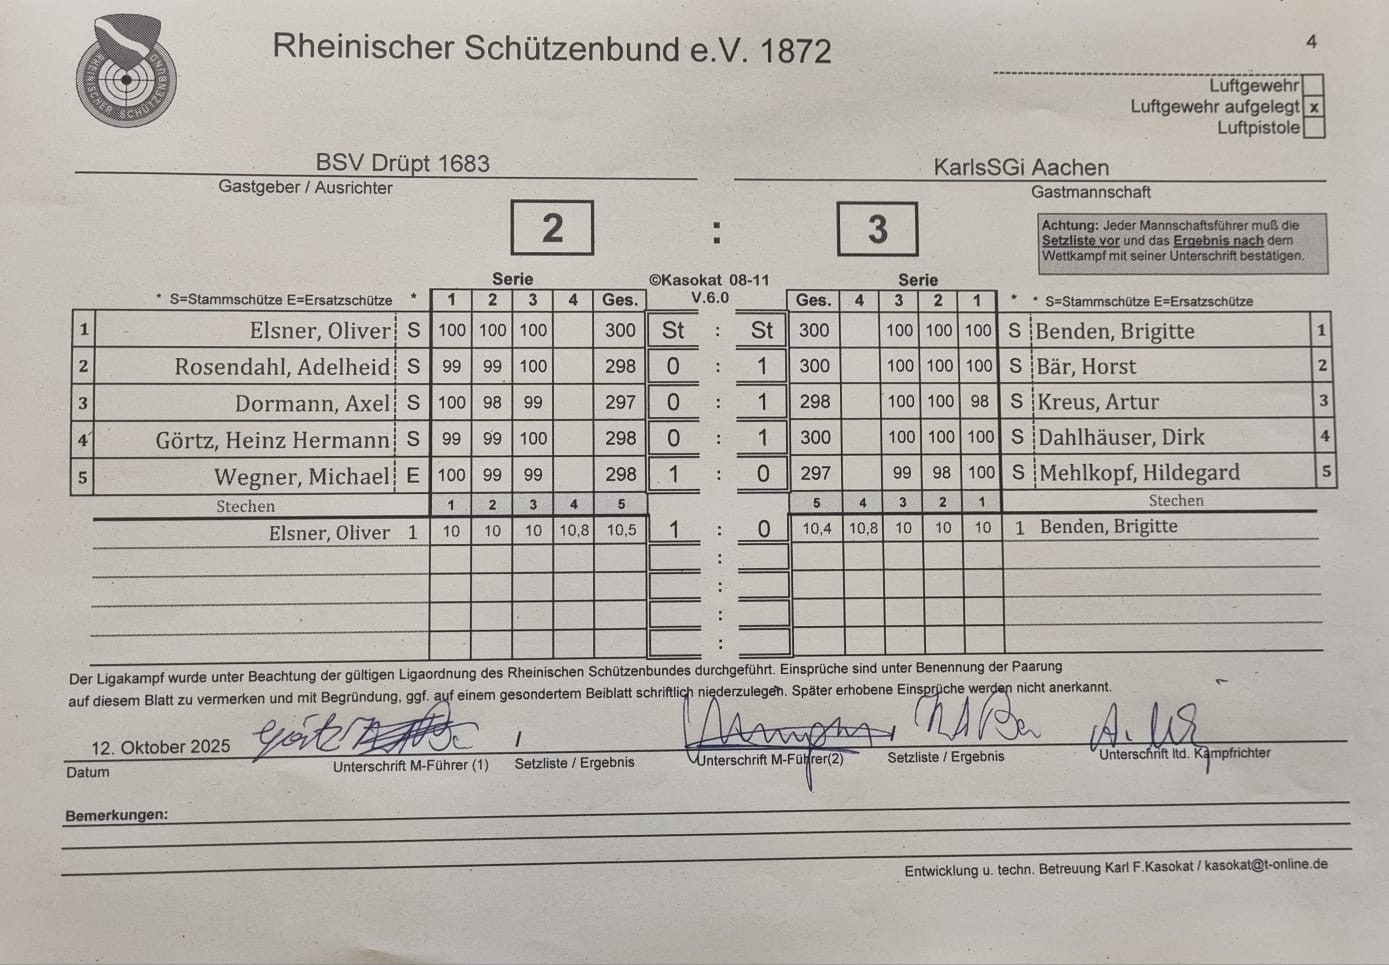 Rheinischer Schützenbund e.V. 1872
4
RHEINISCHER SCHÜTZENBUND
Luftgewehr
Luftgewehr aufgelegt x
Luftpistole
BSV Drüpt 1683 KarlsSGi Aachen
Gastgeber / Ausrichter Gastmannschaft
2 : 3
Achtung: Jeder Mannschaftsführer muß die
Setzliste vor und das Ergebnis nach dem
Wettkampf mit seiner Unterschrift bestätigen.
Serie ©Kasokat 08-11 Serie
* S=Stammschütze E=Ersatzschütze * 1 2 3 4 Ges. V.6.0 Ges. 4 3 2 1 * * S=Stammschütze E=Ersatzschütze
1 Elsner, Oliver S 100 100 100 300 St : St 300 100 100 100 S Benden, Brigitte 1
2 Rosendahl, Adelheid S 99 99 100 298 0 : 1 300 100 100 100 S Bär, Horst 2
3 Dormann, Axel S 100 98 99 297 0 : 1 298 100 100 98 S Kreus, Artur 3
4 Görtz, Heinz Hermann S 99 99 100 298 0 : 1 300 100 100 100 S Dahlhäuser, Dirk 4
5 Wegner, Michael E 100 99 99 298 1 : 0 297 99 98 100 S Mehlkopf, Hildegard 5
Stechen 1 2 3 4 5 5 4 3 2 1 Stechen
Elsner, Oliver 1 10 10 10 10,8 10,5 1 : 0 10,4 10,8 10 10 10 1 Benden, Brigitte
:
:
:
:
Der Ligakampf wurde unter Beachtung der gültigen Ligaordnung des Rheinischen Schützenbundes durchgeführt. Einsprüche sind unter Benennung der Paarung
auf diesem Blatt zu vermerken und mit Begründung, ggf. auf einem gesondertem Beiblatt schriftlich niederzulegen. Später erhobene Einsprüche werden nicht anerkannt.
12. Oktober 2025 /
Datum Unterschrift M-Führer (1) Setzliste / Ergebnis Unterschrift M-Führer(2) Setzliste / Ergebnis Unterschrift ltd. Kampfrichter
Bemerkungen:
Entwicklung u. techn. Betreuung Karl F.Kasokat / kasokat@t-online.de